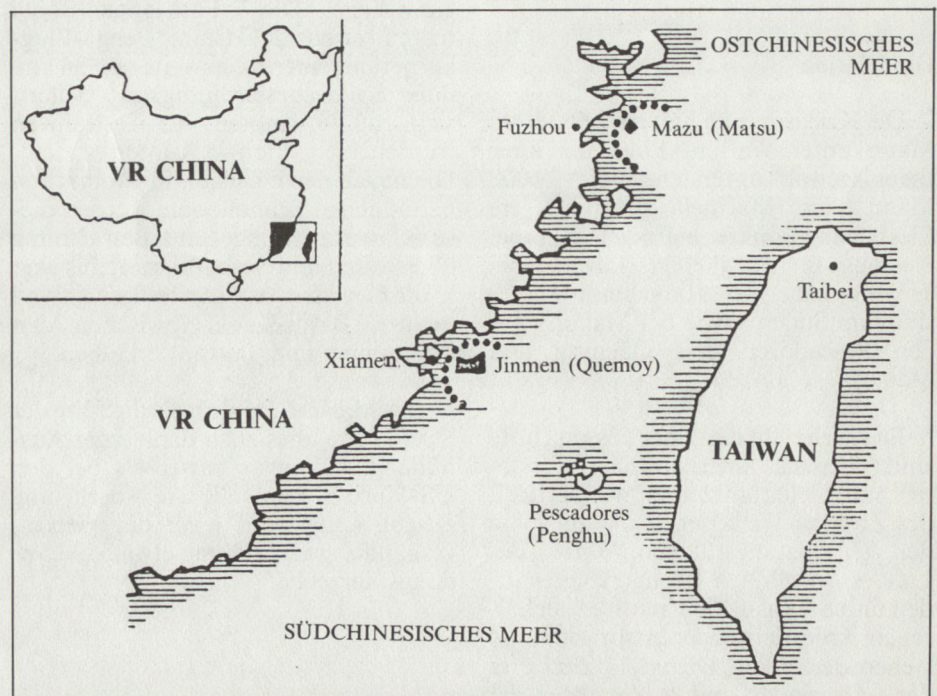 OSTCHINESISCHES
MEER
Fuzhou
Mazu (Matsu)
VR CHINA
Taibei
Xiamen
Jinmen (Quemoy)
VR CHINA
TAIWAN
Pescadores
(Penghu)
SÜDCHINESISCHES MEER